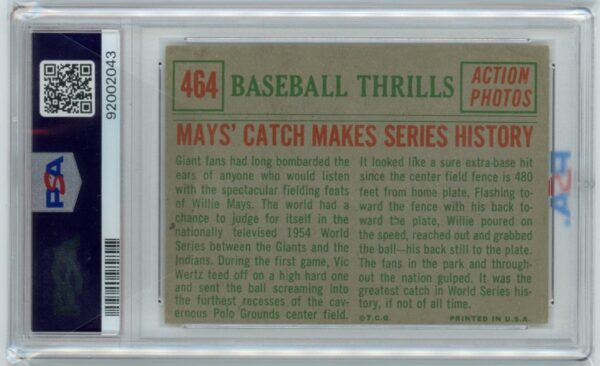 92002043
PSA
464
BASEBALL THRILLS
ACTION
PHOTOS
MAYS' CATCH MAKES SERIES HISTORY
Giant fans had long bombarded the
ears of anyone who would listen
with the spectacular fielding feats
of Willie Mays. The world had a
chance to judge for itself in the
nationally televised 1954 World
Series between the Giants and the
Indians. During the first game, Vic
Wertz teed off on a high hard one
and sent the ball screaming into
the furthest recesses of the cav-
ernous Polo Grounds center field.
It looked like a sure extra-base hit
since the center field fence is 480
feet from home plate. Flashing to-
ward the fence with his back to-
ward the plate, Willie poured on
the speed, reached out and grabbed
the ball—his back still to the plate.
The fans in the park and through-
out the nation gulped. It was the
greatest catch in World Series his-
tory, if not of all time.
©T.C.G.
PRINTED IN U.S.A.
PSA
PSA